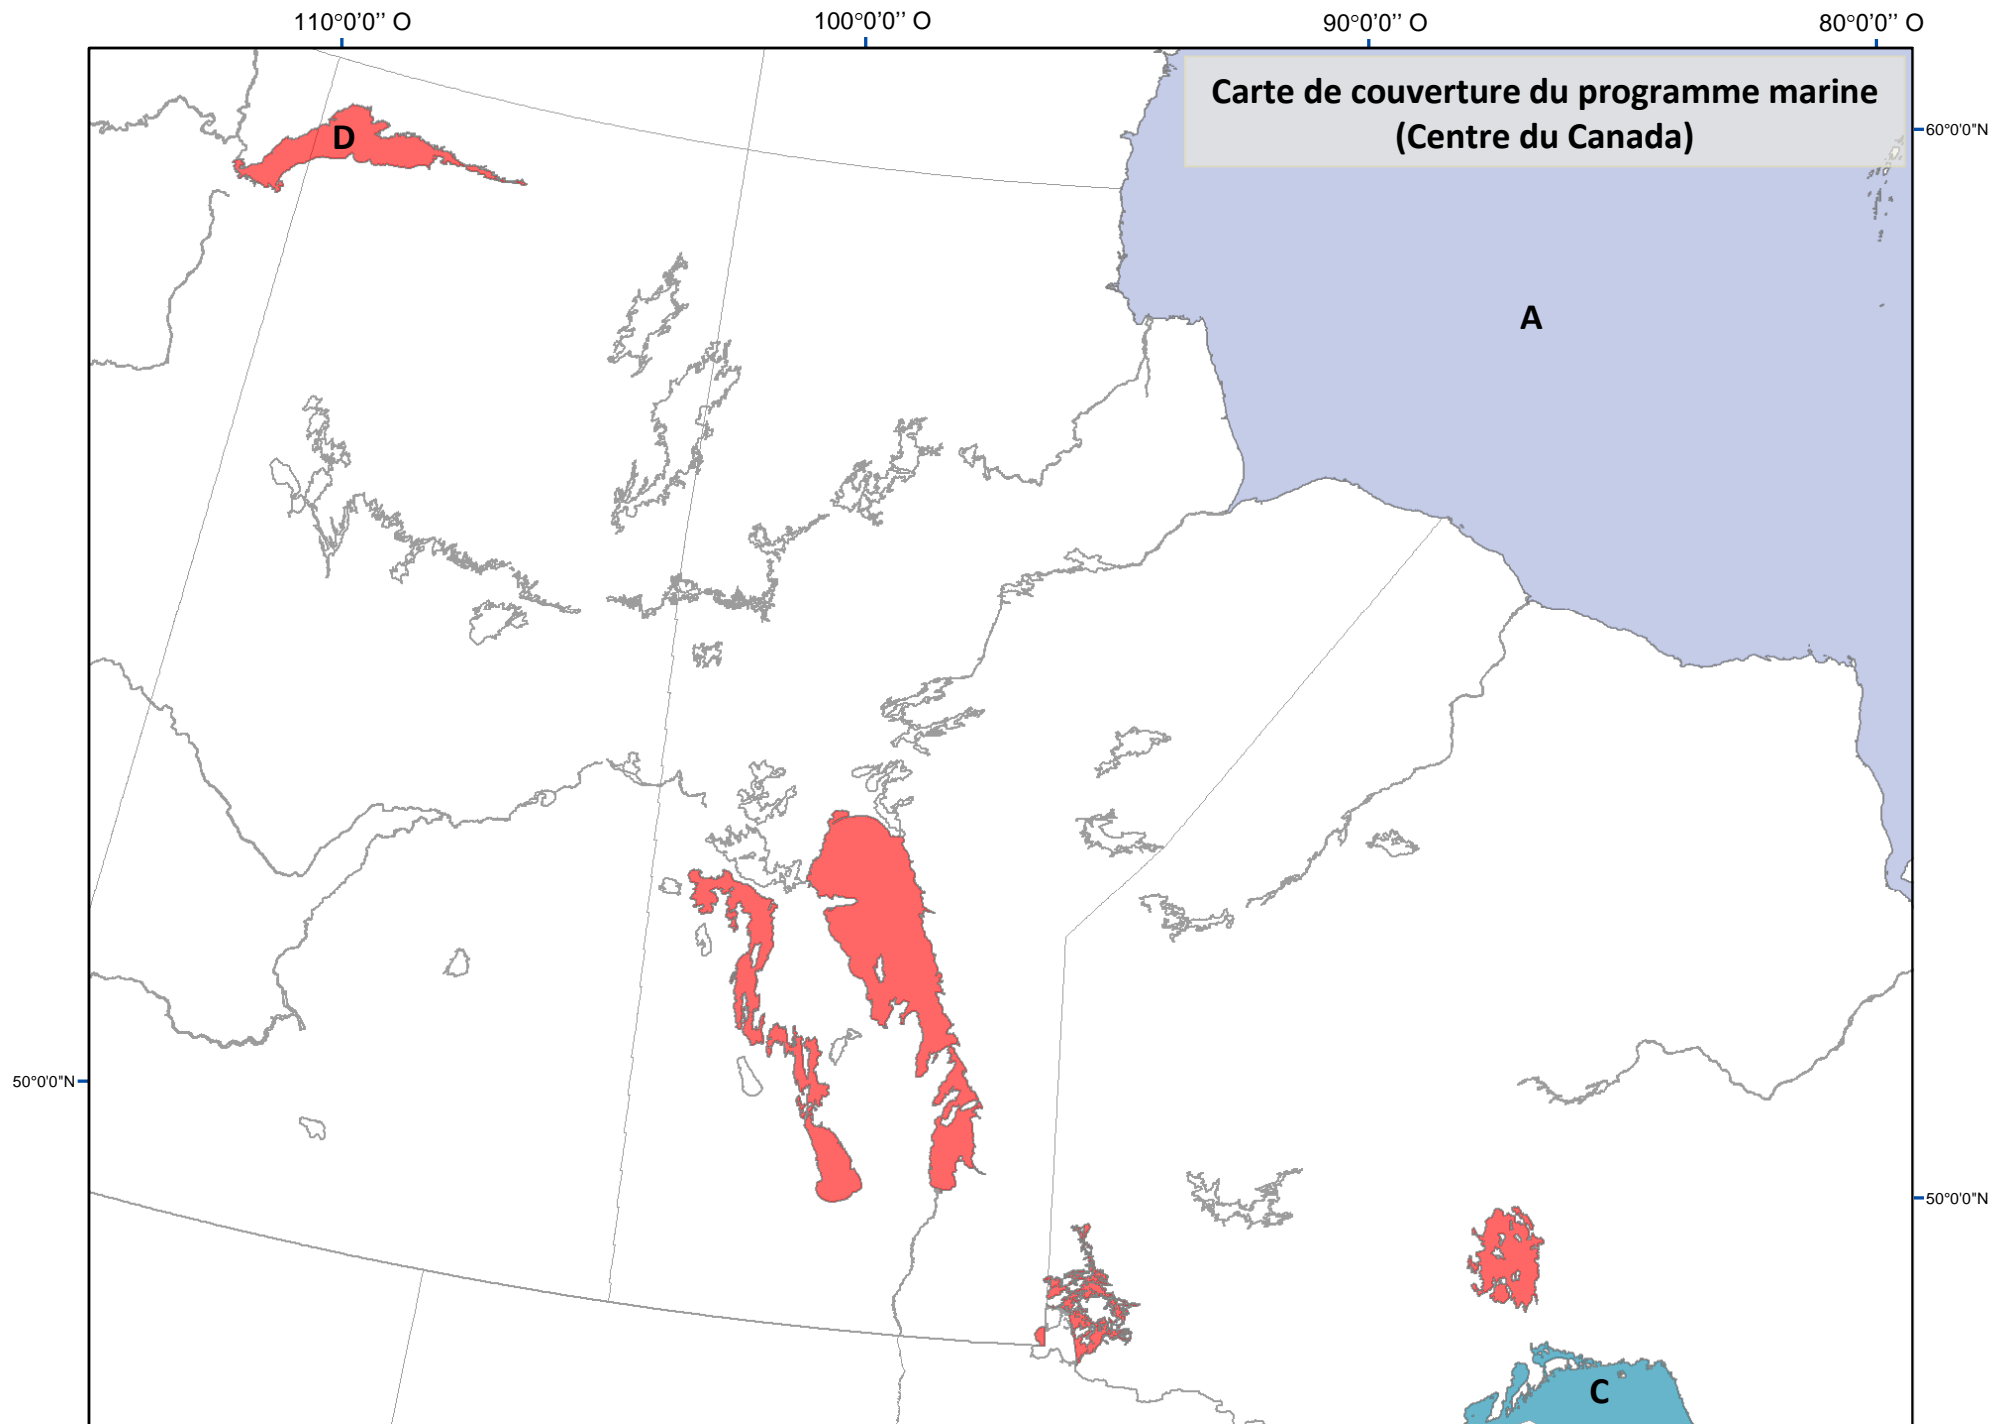 110°0'0'' O
100°0'0'' O
90°0'0'' O
80°0'0'' O
Carte de couverture du programme marine
(Centre du Canada)
60°0'0"N
D
A
50°0'0"N
50°0'0"N
C